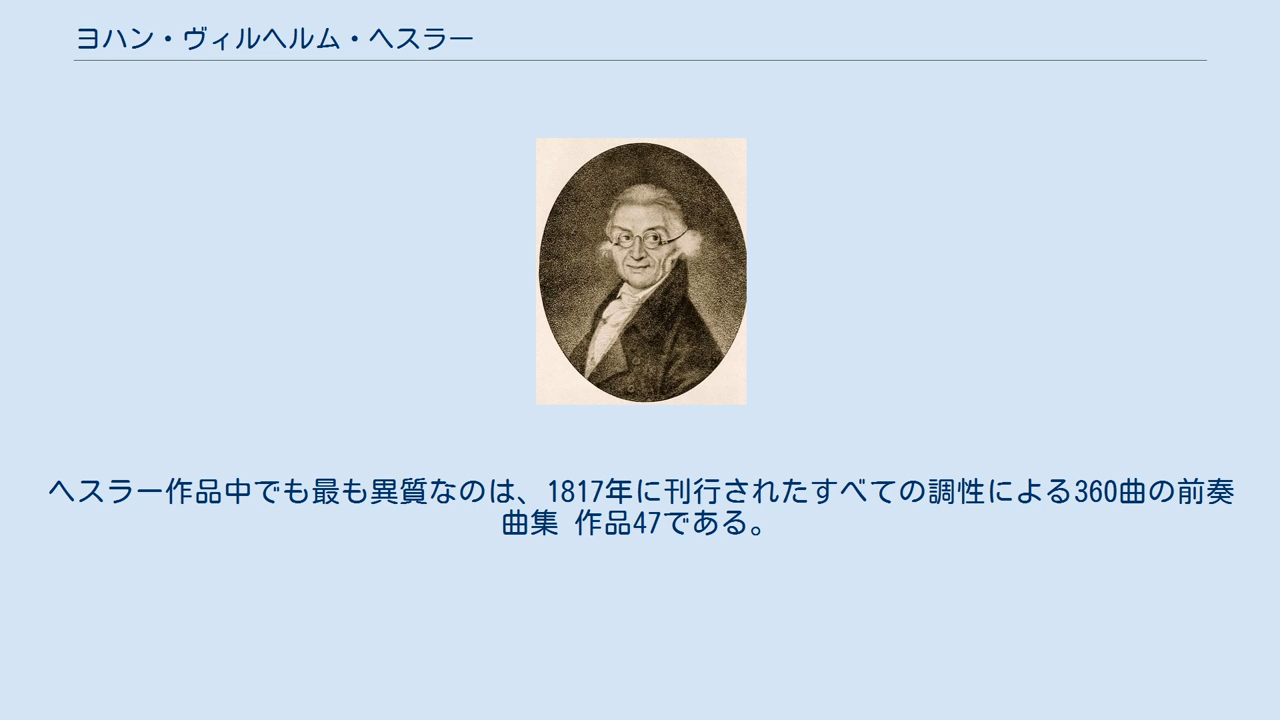 ヨハン・ヴィルヘルム・ヘスラー
ヘスラー作品中でも最も異質なのは、1817年に刊行されたすべての調性による360曲の前奏
曲集 作品47である。